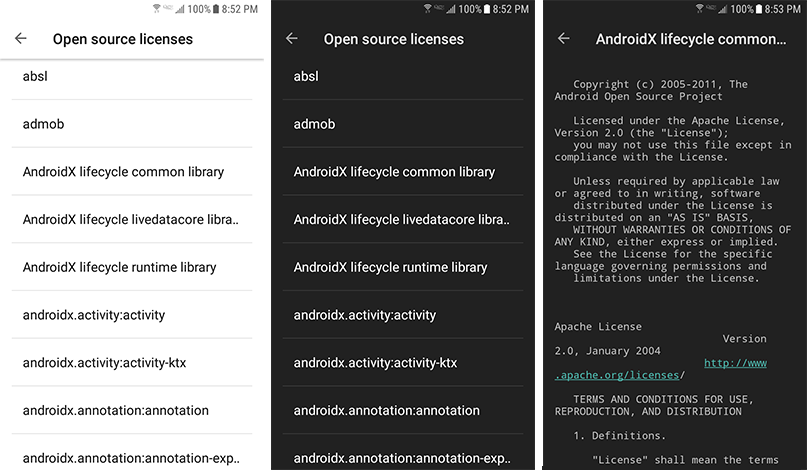 100% 8:52 PM
Open source licenses
absl
admob
AndroidX lifecycle common library
AndroidX lifecycle livedatacore libra..
AndroidX lifecycle runtime library
androidx.activity:activity
androidx.activity:activity-ktx
androidx.annotation:annotation
androidx.annotation:annotation-exp..
100% 8:52 PM
Open source licenses
absl
admob
AndroidX lifecycle common library
AndroidX lifecycle livedatacore libra..
AndroidX lifecycle runtime library
androidx.activity:activity
androidx.activity:activity-ktx
androidx.annotation:annotation
androidx.annotation:annotation-exp..
100% 8:53 PM
AndroidX lifecycle common...
Copyright (c) 2005-2011, The
Android Open Source Project
Licensed under the Apache License,
Version 2.0 (the "License");
you may not use this file except in
compliance with the License.
Unless required by applicable law
or agreed to in writing, software
distributed under the License is
distributed on an "AS IS" BASIS,
WITHOUT WARRANTIES OR CONDITIONS OF
ANY KIND, either express or implied.
See the License for the specific
language governing permissions and
limitations under the License.
Apache License
Version
2.0, January 2004
http://www
.apache.org/licenses/
TERMS AND CONDITIONS FOR USE,
REPRODUCTION, AND DISTRIBUTION
1. Definitions.
"License" shall mean the terms